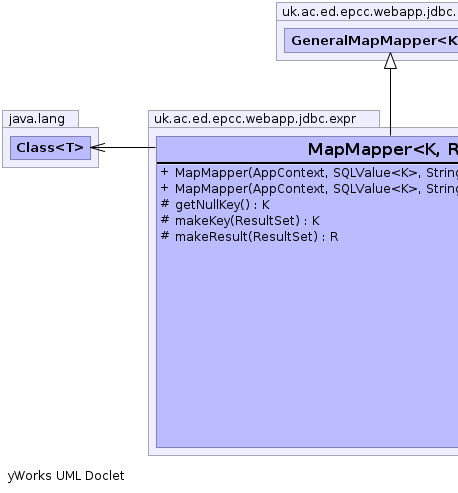 uk.ac.ed.epcc.webapp.jdbc.
GeneralMapMapper<K
java.lang
Class<T>
uk.ac.ed.epcc.webapp.jdbc.expr
MapMapper<K, R
+ MapMapper(AppContext, SQLValue<K>, String
+ MapMapper(AppContext, SQLValue<K>, String
# getNullKey() : K
# makeKey(ResultSet) : K
# makeResult(ResultSet) : R
yWorks UML Doclet